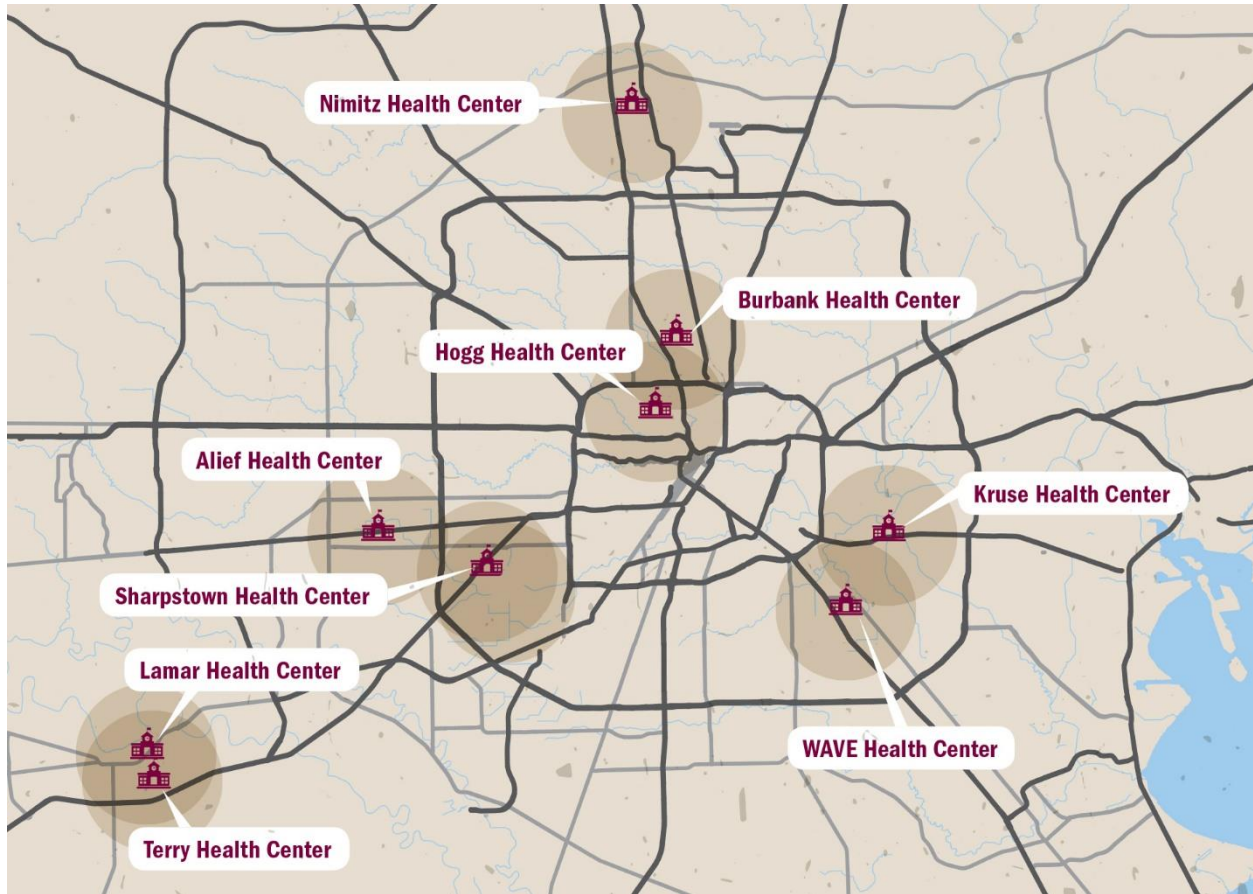 Nimitz Health Center
Burbank Health Center
Hogg Health Center
Alief Health Center
Kruse Health Center
Sharpstown Health Center
Lamar Health Center
WAVE Health Center
Terry Health Center